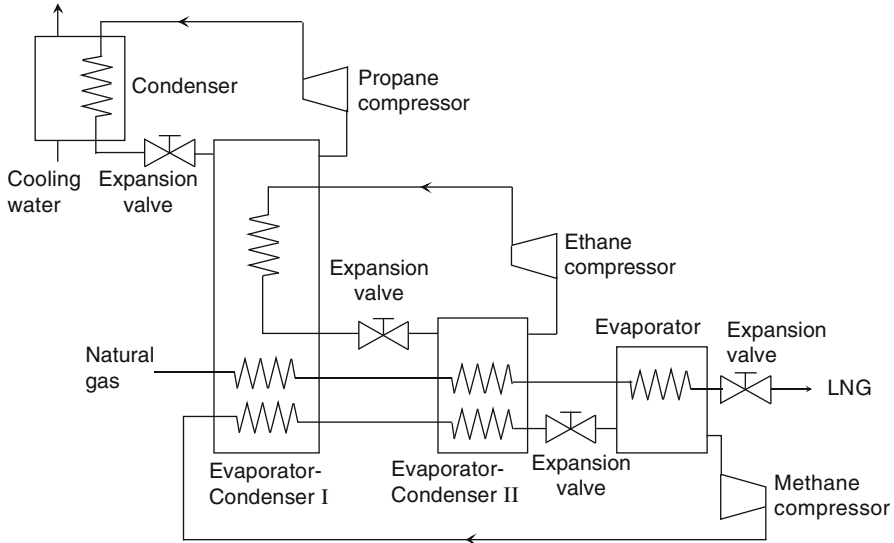 Condenser
Propane
compressor
Cooling
water
Expansion
valve
Expansion
valve
Ethane
compressor
Evaporator
Expansion
valve
Natural
gas
LNG
Evaporator-
Condenser I
Evaporator-
Condenser II
Expansion
valve
Methane
compressor